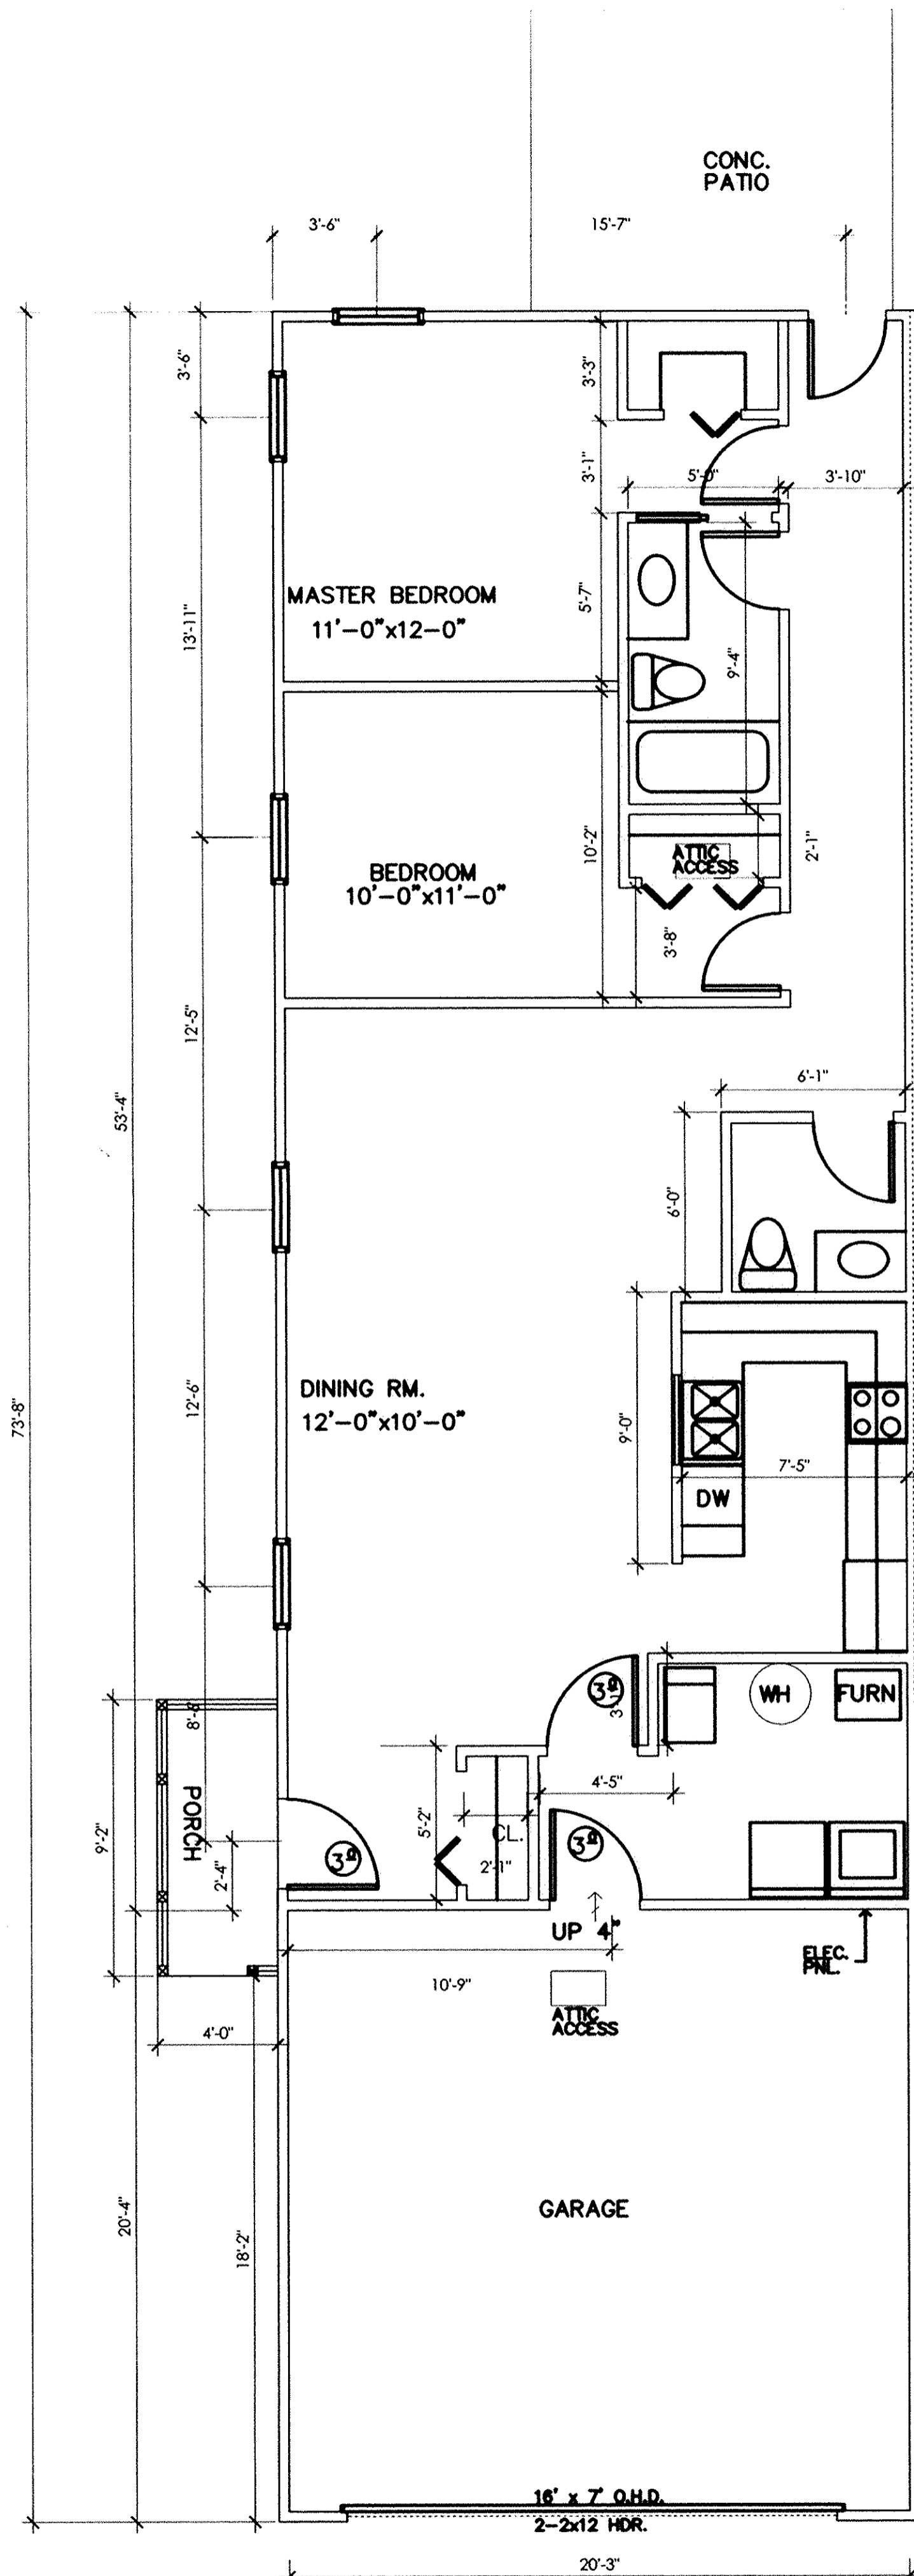 CONC.
PATIO
3'-6"
15'-7"
3'-6"
3'-3"
3'-1"
5'-0"
3'-10"
MASTER BEDROOM
11'-0"x12-0"
5'-7"
13'-11"
9'-4"
10'-2"
2'-1"
ATTIC
ACCESS
BEDROOM
10'-0"x11'-0"
3'-8"
12'-5"
53'-4"
6'-1"
6'-0"
73'-8"
12'-6"
DINING RM.
12'-0"x10'-0"
9'-0"
7'-5"
DW
WH
FURN
3º
8'-6"
PORCH
9'-2"
2'-4"
5'-2"
4'-5"
CL.
2'-1"
3º
3º
UP 4"
ELEC.
PNL.
10'-9"
ATTIC
ACCESS
4'-0"
GARAGE
20'-4"
18'-2"
16' x 7' O.H.D.
2-2x12 HDR.
20'-3"